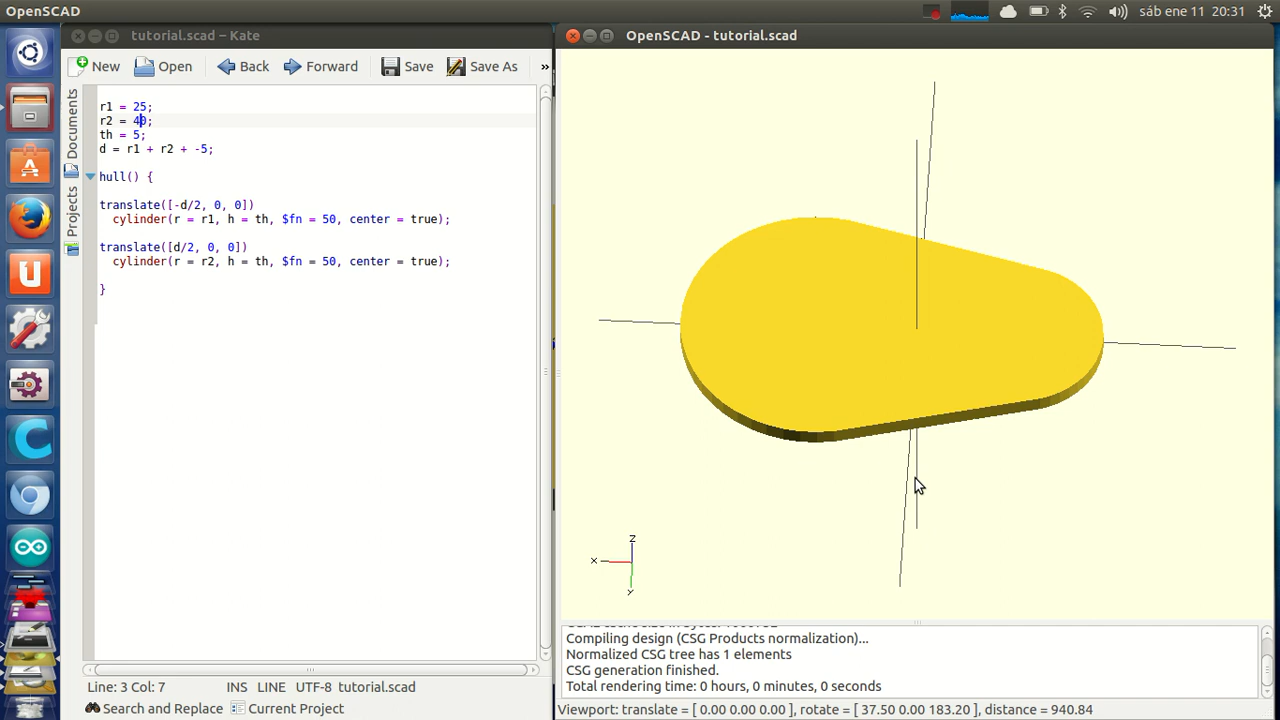 OpenSCAD
sáb ene 11 20:31
tutorial.scad – Kate
New Open Back Forward Save Save As »
Documents
Projects
r1 = 25;
r2 = 40;
th = 5;
d = r1 + r2 + -5;
hull() {
translate([-d/2, 0, 0])
cylinder(r = r1, h = th, $fn = 50, center = true);
translate([d/2, 0, 0])
cylinder(r = r2, h = th, $fn = 50, center = true);
}
Line: 3 Col: 7 INS LINE UTF-8 tutorial.scad
Search and Replace Current Project
OpenSCAD - tutorial.scad
Z
X
Y
Compiling design (CSG Products normalization)...
Normalized CSG tree has 1 elements
CSG generation finished.
Total rendering time: 0 hours, 0 minutes, 0 seconds
Viewport: translate = [ 0.00 0.00 0.00 ], rotate = [ 37.50 0.00 183.20 ], distance = 940.84